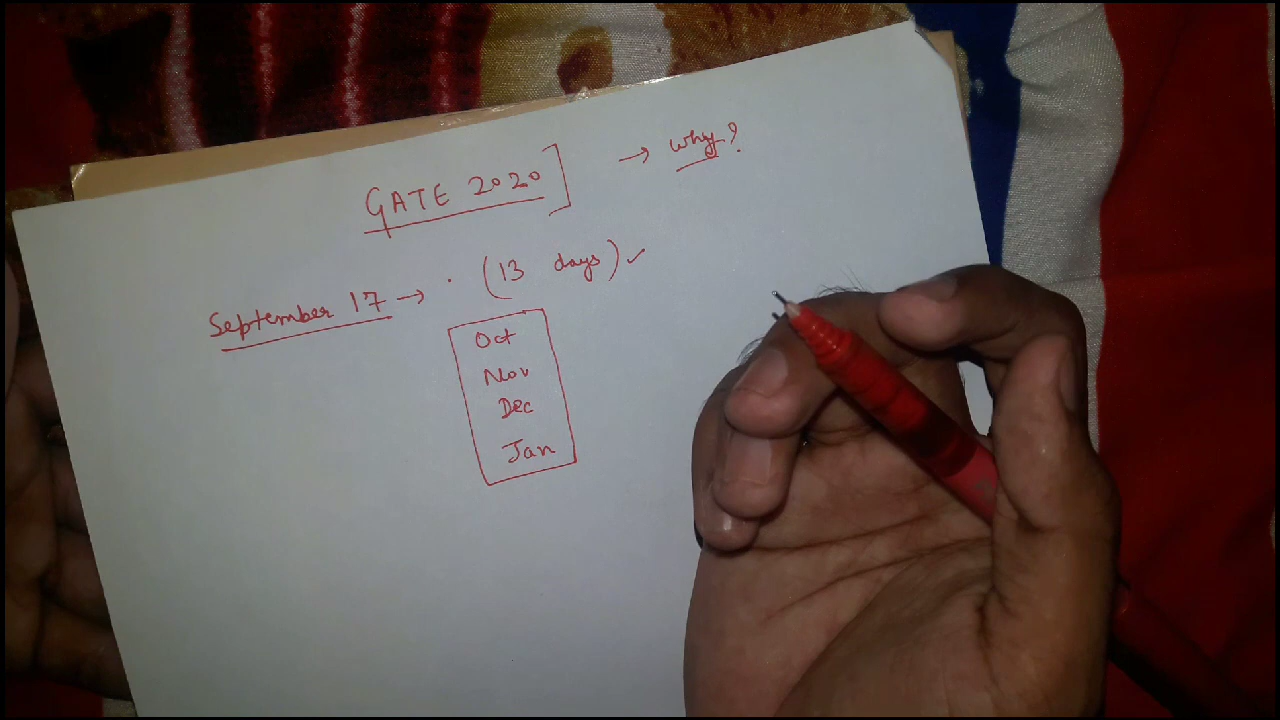 GATE 2020] → why?
September 17 → . (13 days) ✓
Oct
Nov
Dec
Jan